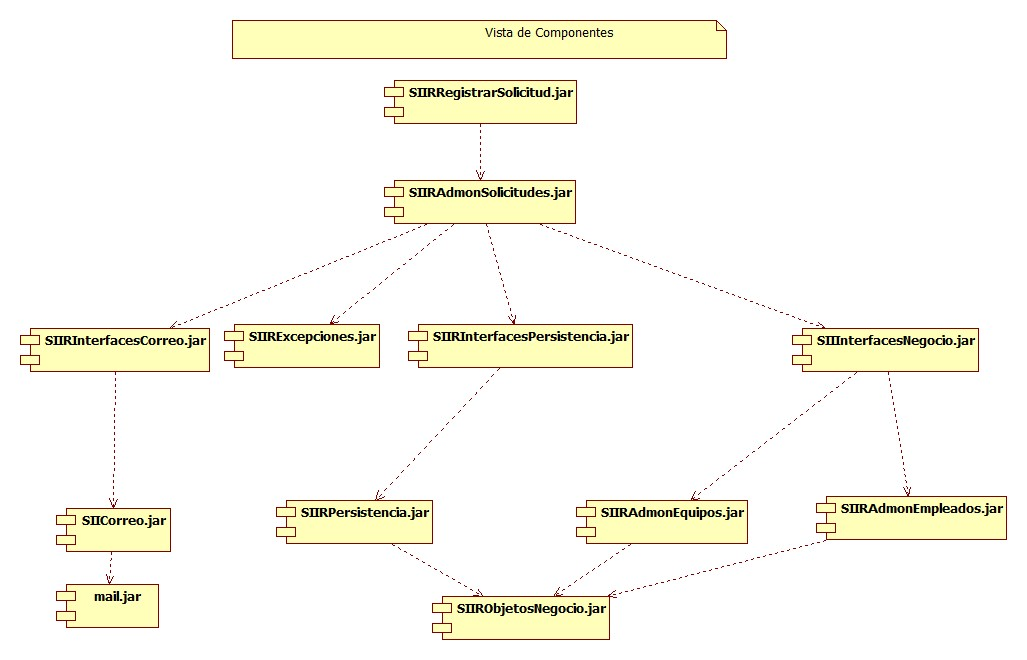 Vista de Componentes
SIIRRegistrarSolicitud.jar
SIIRAdmonSolicitudes.jar
SIIRInterfacesCorreo.jar
SIIRExcepciones.jar
SIIRInterfacesPersistencia.jar
SIIInterfacesNegocio.jar
SIICorreo.jar
SIIRPersistencia.jar
SIIRAdmonEquipos.jar
SIIRAdmonEmpleados.jar
mail.jar
SIIRObjetosNegocio.jar